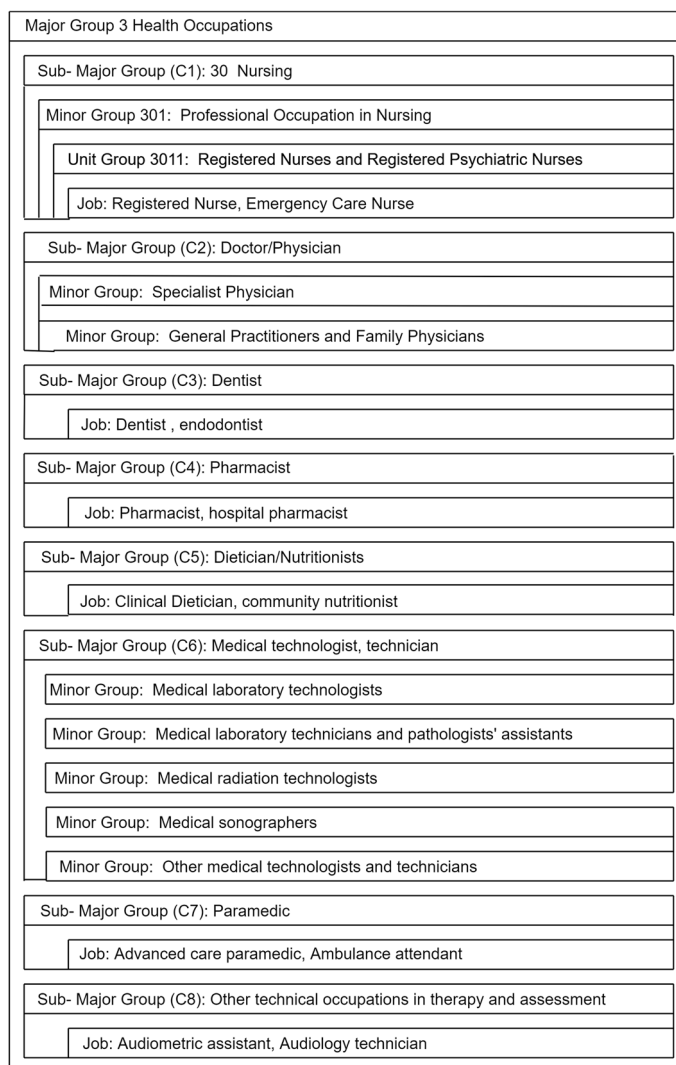 Major Group 3 Health Occupations
Sub- Major Group (C1): 30 Nursing
Minor Group 301: Professional Occupation in Nursing
Unit Group 3011: Registered Nurses and Registered Psychiatric Nurses
Job: Registered Nurse, Emergency Care Nurse
Sub- Major Group (C2): Doctor/Physician
Minor Group: Specialist Physician
Minor Group: General Practitioners and Family Physicians
Sub- Major Group (C3): Dentist
Job: Dentist , endodontist
Sub- Major Group (C4): Pharmacist
Job: Pharmacist, hospital pharmacist
Sub- Major Group (C5): Dietician/Nutritionists
Job: Clinical Dietician, community nutritionist
Sub- Major Group (C6): Medical technologist, technician
Minor Group: Medical laboratory technologists
Minor Group: Medical laboratory technicians and pathologists' assistants
Minor Group: Medical radiation technologists
Minor Group: Medical sonographers
Minor Group: Other medical technologists and technicians
Sub- Major Group (C7): Paramedic
Job: Advanced care paramedic, Ambulance attendant
Sub- Major Group (C8): Other technical occupations in therapy and assessment
Job: Audiometric assistant, Audiology technician